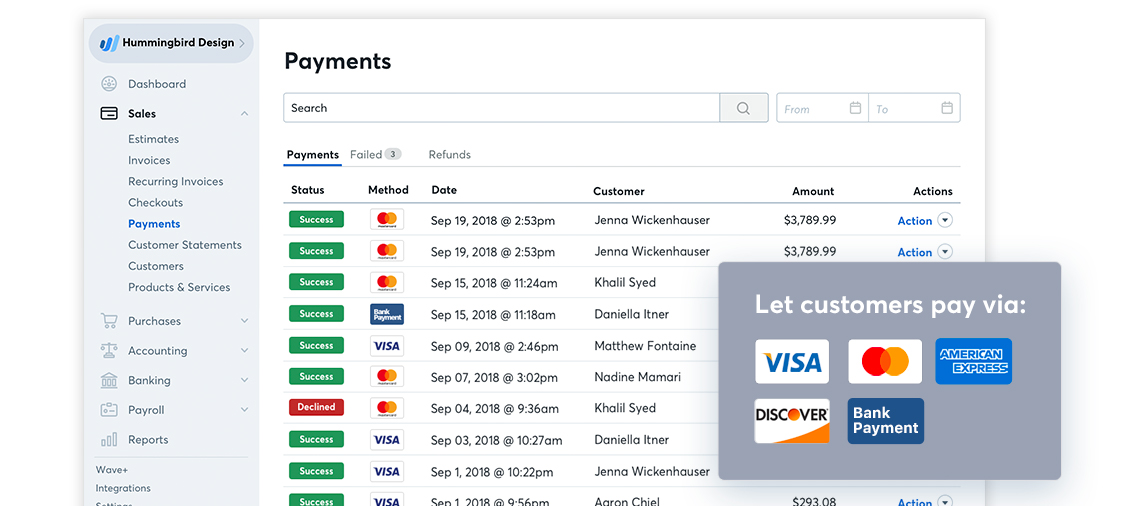 Hummingbird Design
Dashboard
Sales
Estimates
Invoices
Recurring Invoices
Checkouts
Payments
Customer Statements
Customers
Products & Services
Purchases
Accounting
Banking
Payroll
Reports
Wave+
Integrations
Settings
Payments
Search
From To
Payments Failed 3 Refunds
Status Method Date Customer Amount Actions
Success mastercard Sep 19, 2018 @ 2:53pm Jenna Wickenhauser $3,789.99 Action
Success mastercard Sep 19, 2018 @ 2:53pm Jenna Wickenhauser $3,789.99 Action
Success mastercard Sep 15, 2018 @ 11:24am Khalil Syed
Success Bank Payment Sep 15, 2018 @ 11:18am Daniella Itner
Success VISA Sep 09, 2018 @ 2:46pm Matthew Fontaine
Success mastercard Sep 07, 2018 @ 3:02pm Nadine Mamari
Declined mastercard Sep 04, 2018 @ 9:36am Khalil Syed
Success VISA Sep 03, 2018 @ 10:27am Daniella Itner
Success VISA Sep 1, 2018 @ 10:22pm Jenna Wickenhauser
Success VISA Sep 1, 2018 @ 9:56pm Aaron Chiel $293.08 Action
Let customers pay via:
VISA
AMERICAN
EXPRESS
DISCOVER
Bank
Payment